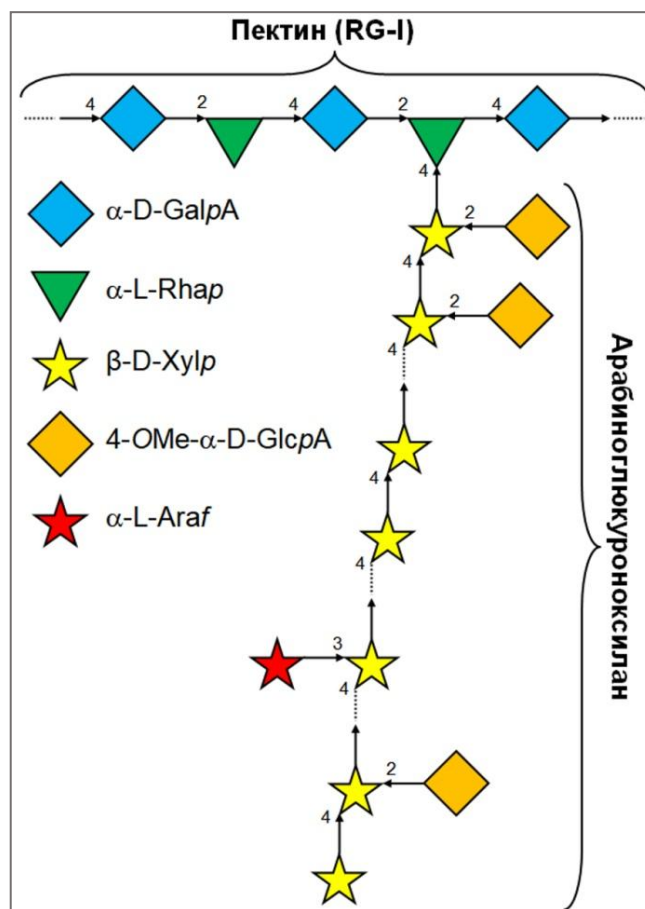 Пектин (RG-I)
4 2 4 2 4
4
α-D-GalpA
2
4
α-L-Rhap
2
4
β-D-Xylp
4
4-OMe-α-D-GlcpA
4
α-L-Araf
3
4
2
4
Арабиноглюкуроноксилан